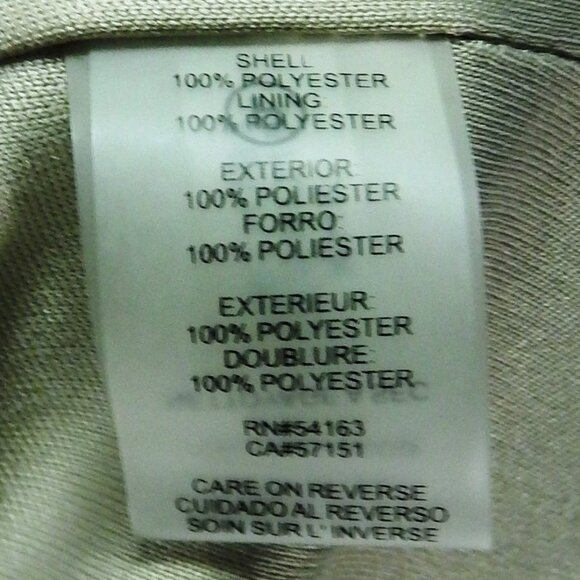 SHELL
100% POLYESTER
LINING:
100% POLYESTER
EXTERIOR:
100% POLIESTER
FORRO:
100% POLIESTER
EXTERIEUR:
100% POLYESTER
DOUBLURE:
100% POLYESTER
RN#54163
CA#57151
CARE ON REVERSE
CUIDADO AL REVERSO
SOIN SUR L' INVERSE